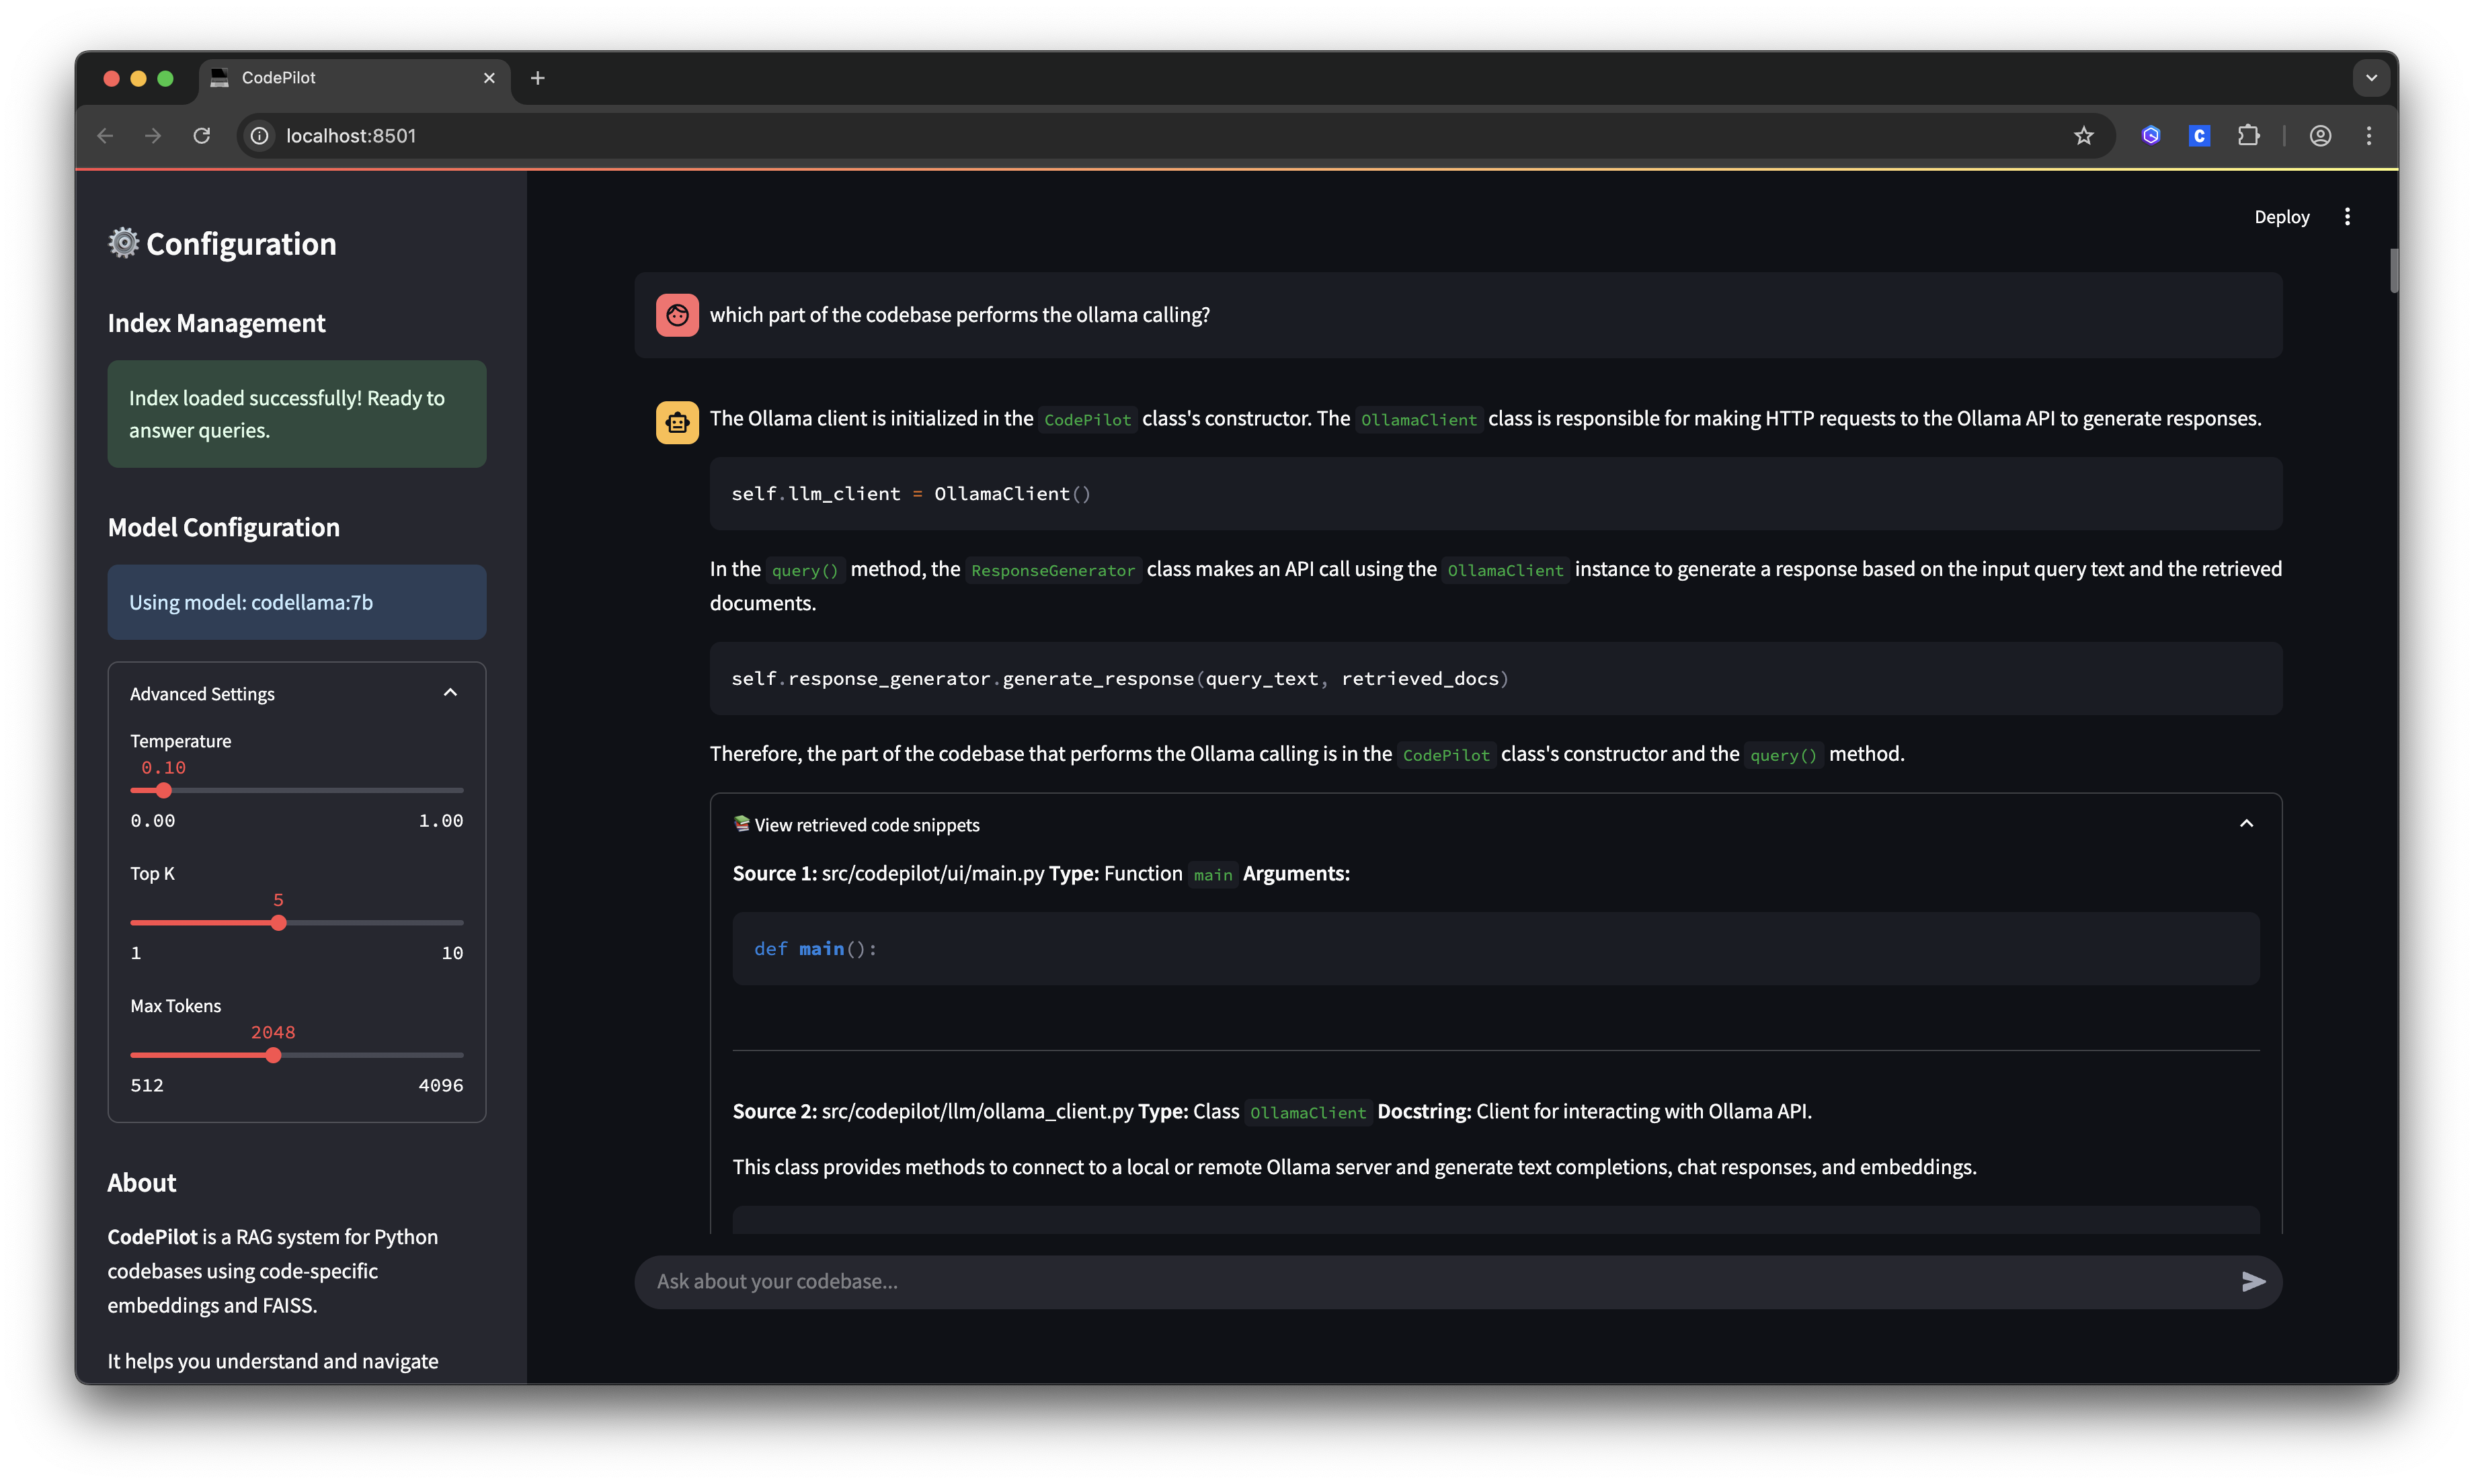 CodePilot
localhost:8501
⚙️ Configuration
Index Management
Index loaded successfully! Ready to
answer queries.
Model Configuration
Using model: codellama:7b
Advanced Settings
Temperature
0.10
0.00 1.00
Top K
5
1 10
Max Tokens
2048
512 4096
About
CodePilot is a RAG system for Python
codebases using code-specific
embeddings and FAISS.
It helps you understand and navigate
Deploy
which part of the codebase performs the ollama calling?
The Ollama client is initialized in the CodePilot class's constructor. The OllamaClient class is responsible for making HTTP requests to the Ollama API to generate responses.
self.llm_client = OllamaClient()
In the query() method, the ResponseGenerator class makes an API call using the OllamaClient instance to generate a response based on the input query text and the retrieved
documents.
self.response_generator.generate_response(query_text, retrieved_docs)
Therefore, the part of the codebase that performs the Ollama calling is in the CodePilot class's constructor and the query() method.
📚 View retrieved code snippets
Source 1: src/codepilot/ui/main.py Type: Function main Arguments:
def main():
Source 2: src/codepilot/llm/ollama_client.py Type: Class OllamaClient Docstring: Client for interacting with Ollama API.
This class provides methods to connect to a local or remote Ollama server and generate text completions, chat responses, and embeddings.
Ask about your codebase...